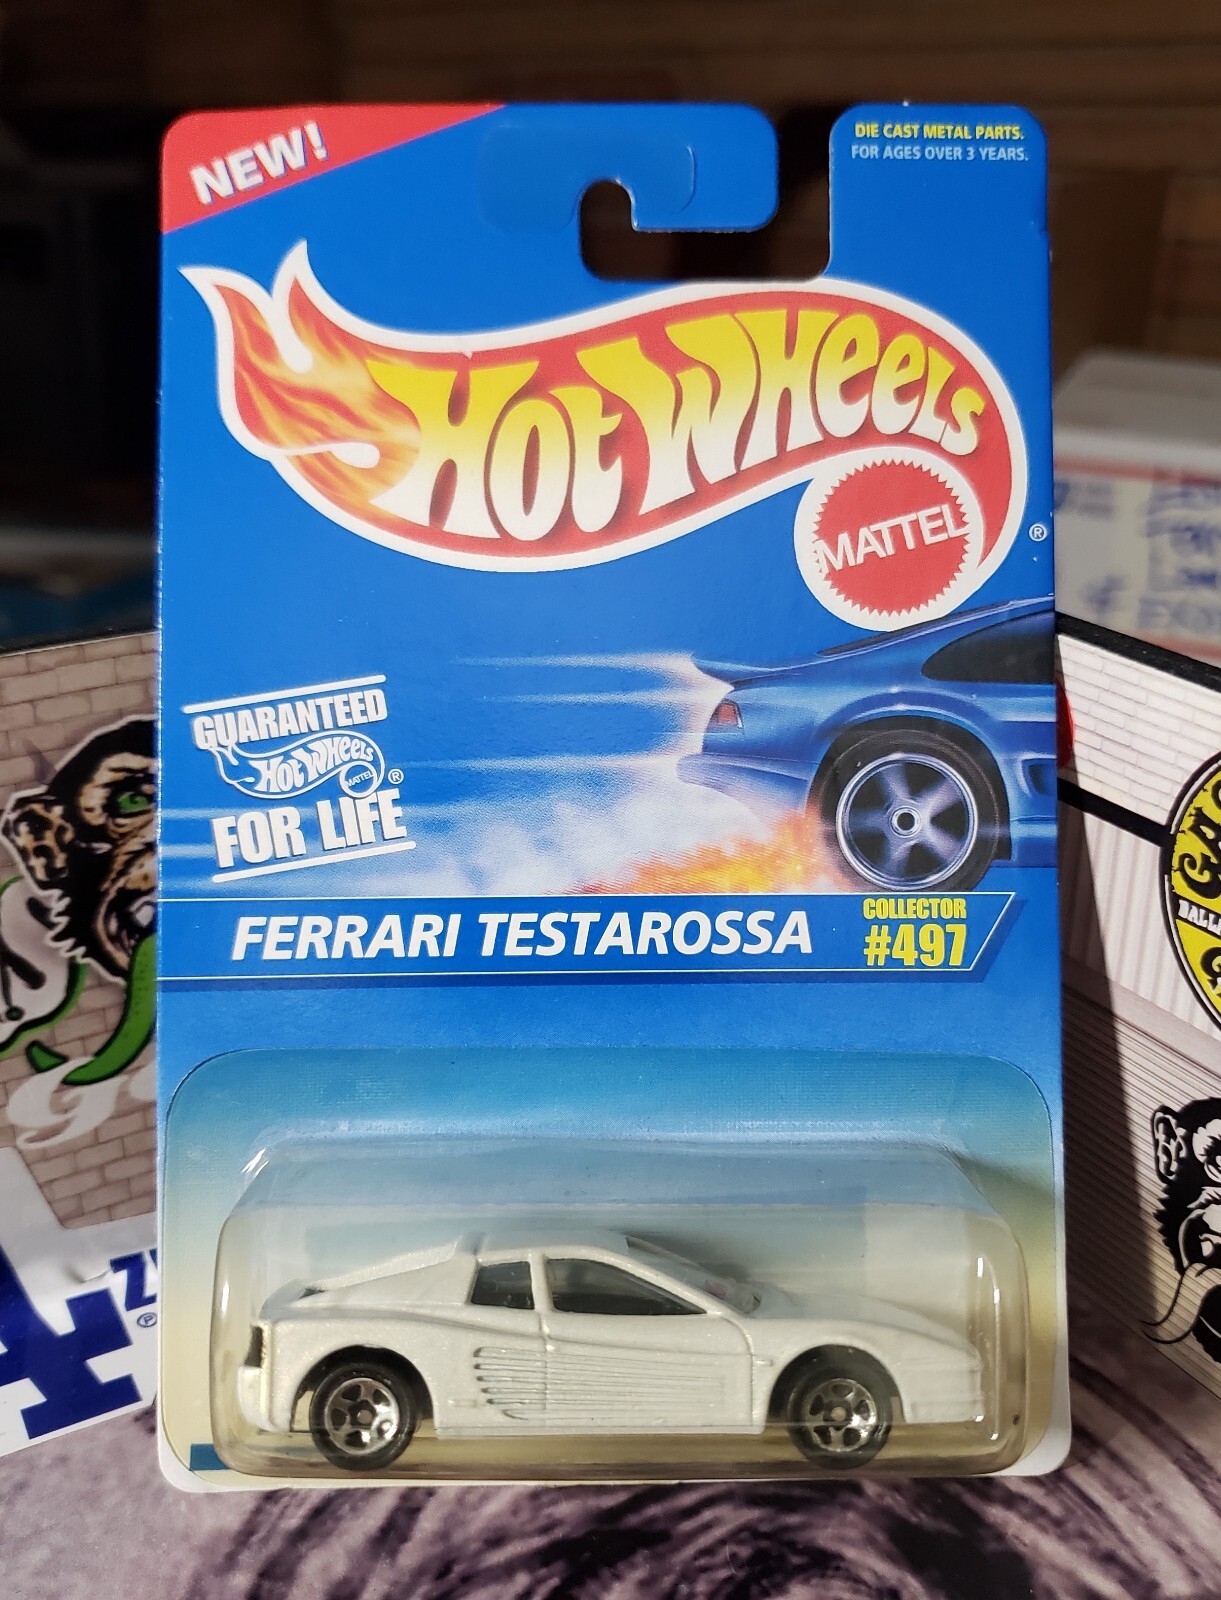 NEW!
DIE CAST METAL PARTS.
FOR AGES OVER 3 YEARS.
HOT WHEELS
MATTEL
®
GUARANTEED
HOT WHEELS
MATTEL
®
FOR LIFE
FERRARI TESTAROSSA
COLLECTOR
#497